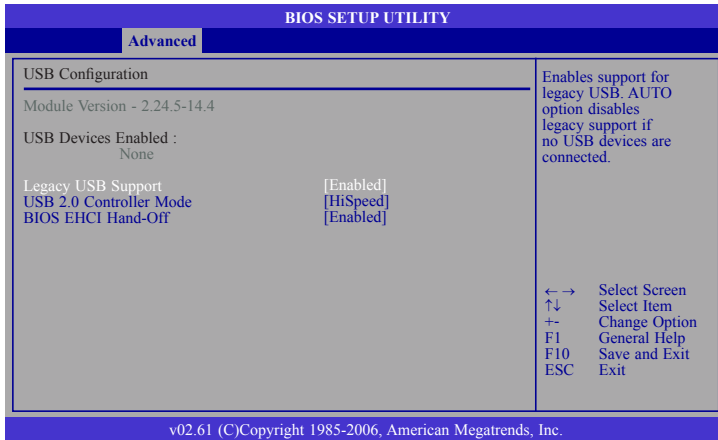 BIOS SETUP UTILITY
Advanced
USB Configuration
Module Version - 2.24.5-14.4
USB Devices Enabled :
None
Legacy USB Support [Enabled]
USB 2.0 Controller Mode [HiSpeed]
BIOS EHCI Hand-Off [Enabled]
Enables support for
legacy USB. AUTO
option disables
legacy support if
no USB devices are
connected.
←→ Select Screen
↑↓ Select Item
+- Change Option
F1 General Help
F10 Save and Exit
ESC Exit
v02.61 (C)Copyright 1985-2006, American Megatrends, Inc.